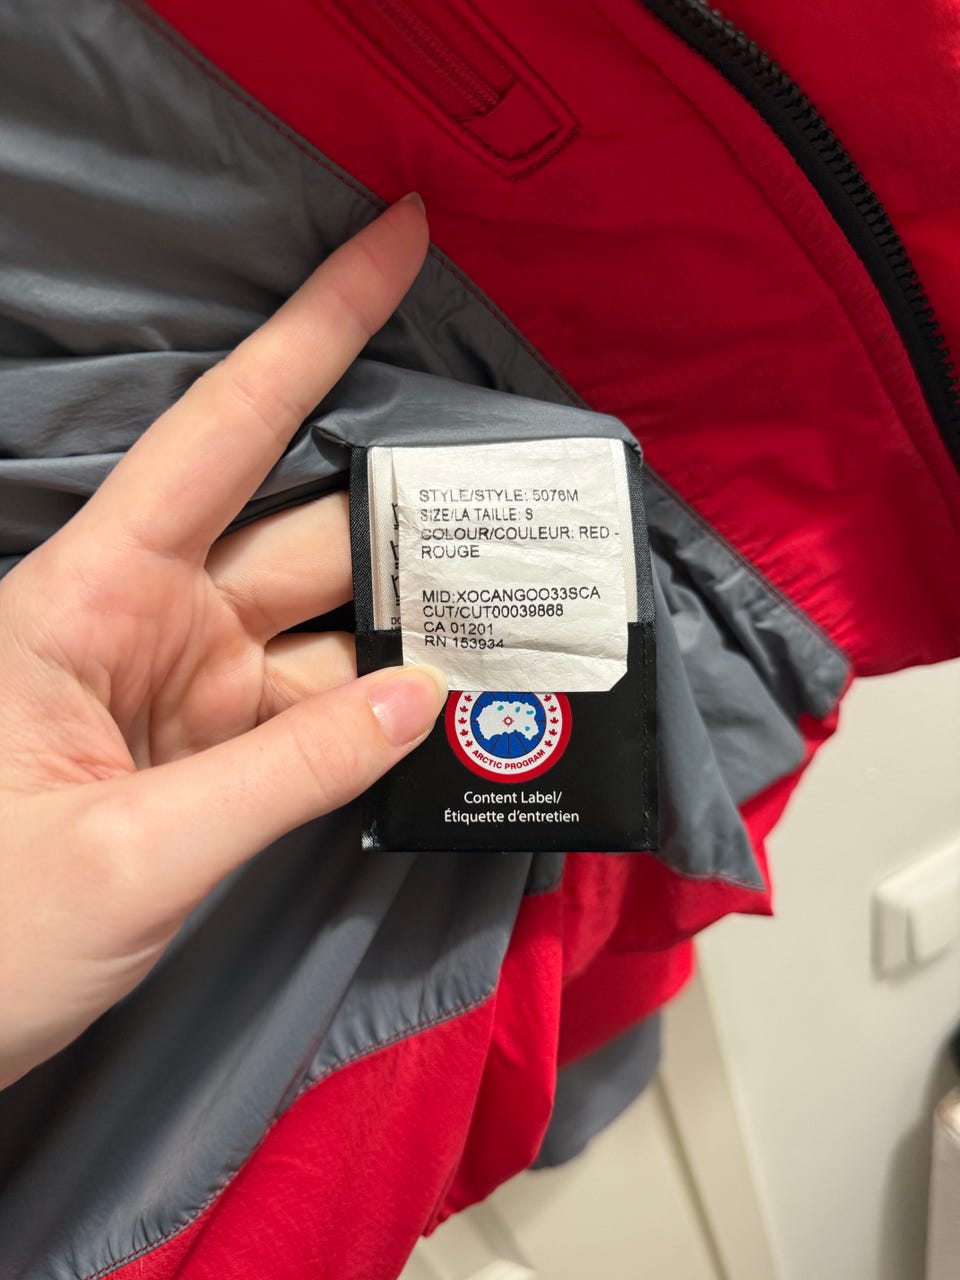 STYLE/STYLE: 5076M
SIZE/LA TAILLE: S
COLOUR/COULEUR: RED -
ROUGE
MID:XOCANGOO33SCA
CUT/CUT00039868
CA 01201
RN 153934
ARCTIC PROGRAM
Content Label/
Étiquette d'entretien